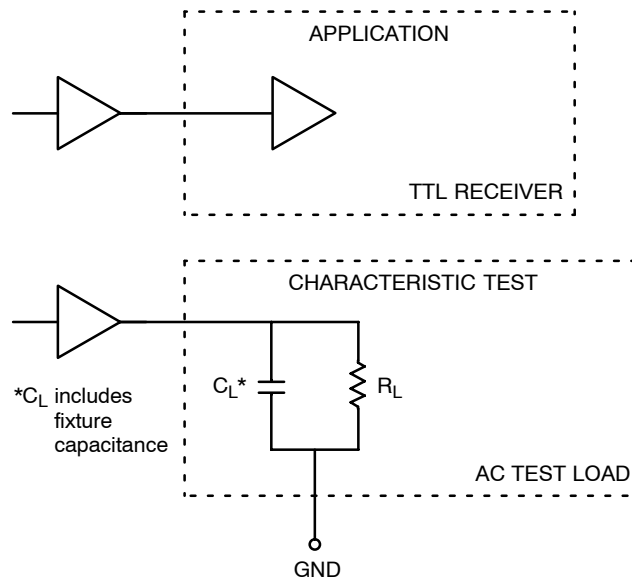 APPLICATION
TTL RECEIVER
CHARACTERISTIC TEST
*CL includes
fixture
capacitance
CL*
RL
AC TEST LOAD
GND